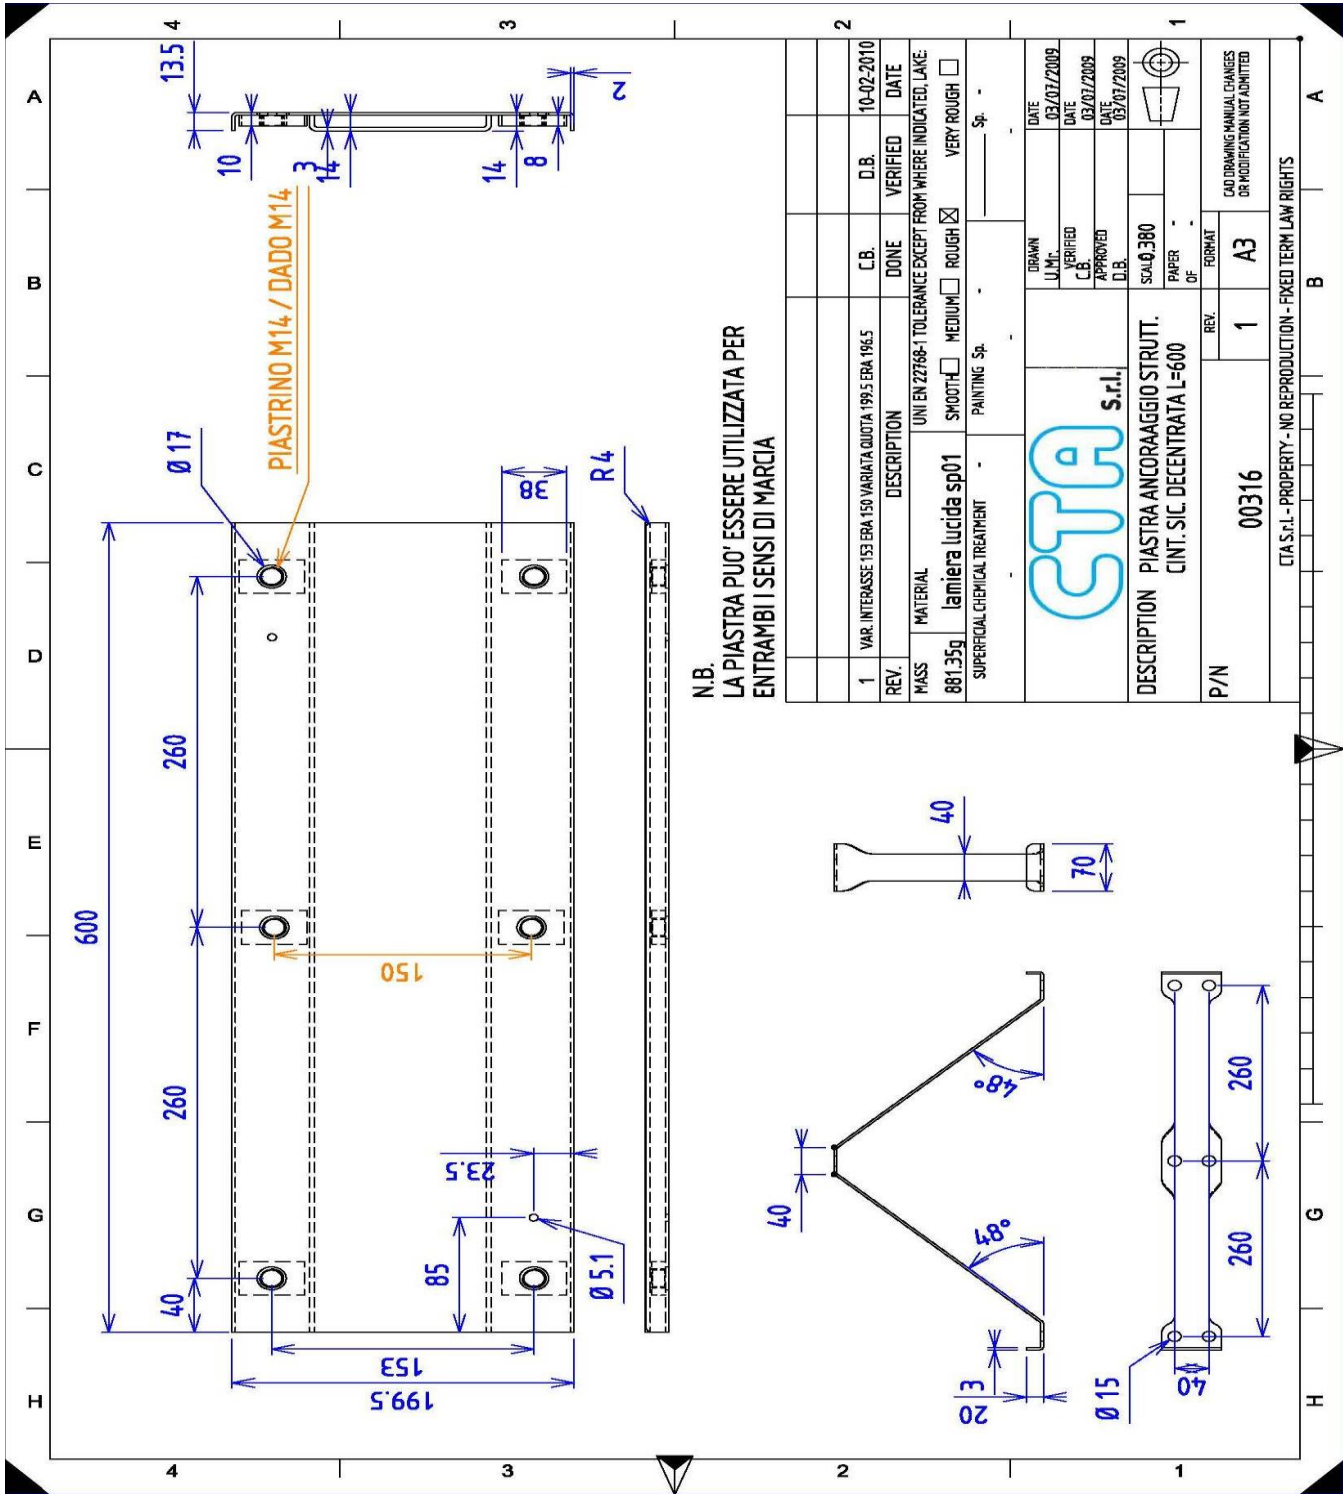 4
3
2
1
A
B
C
D
E
F
G
H
13.5
10
3
14
14
8
2
PIASTRINO M14 / DADO M14
Ø 17
38
R 4
600
260
260
40
150
153
199.5
85
23.5
Ø 5.1
N.B.
LA PIASTRA PUO' ESSERE UTILIZZATA PER
ENTRAMBI I SENSI DI MARCIA
40
70
48°
48°
40
20
3
Ø 15
40
260
260
1 VAR. INTERASSE 153 ERA 150 VARIATA QUOTA 199.5 ERA 196.5 C.B. D.B. 10-02-2010
REV. DESCRIPTION DONE VERIFIED DATE
MASS MATERIAL UNI EN 22768-1 TOLERANCE EXCEPT FROM WHERE INDICATED, LAKE:
881.35g lamiera lucida sp01 SMOOTH MEDIUM ROUGH VERY ROUGH
SUPERFICIAL CHEMICAL TREATMENT - PAINTING Sp. - Sp. -
- - -
CTA s.r.l.
DRAWN DATE
U.Mr. 03/07/2009
VERIFIED DATE
C.B. 03/07/2009
APPROVED DATE
D.B. 03/07/2009
DESCRIPTION PIASTRA ANCORAAGGIO STRUTT.
CINT. SIC. DECENTRATA L=600
SCALE 0.380
PAPER -
OF -
P/N
00316
REV. FORMAT
1 A3
CAD DRAWING MANUAL CHANGES
OR MODIFICATION NOT ADMITTED
CTA S.r.l. - PROPERTY - NO REPRODUCTION - FIXED TERM LAW RIGHTS
A
B
D
E
G
H
4
3
2
1